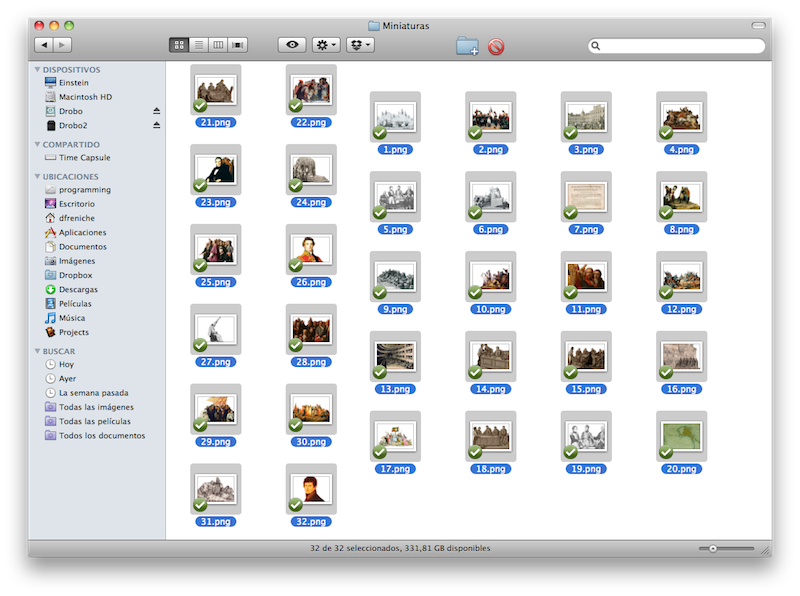 Miniaturas
DISPOSITIVOS
Einstein
Macintosh HD
Drobo
Drobo2
COMPARTIDO
Time Capsule
UBICACIONES
programming
Escritorio
dfreniche
Aplicaciones
Documentos
Imágenes
Dropbox
Descargas
Películas
Música
Projects
BUSCAR
Hoy
Ayer
La semana pasada
Todas las imágenes
Todas las películas
Todos los documentos
21.png 22.png
23.png 24.png
25.png 26.png
27.png 28.png
29.png 30.png
31.png 32.png
1.png 2.png 3.png 4.png
5.png 6.png 7.png 8.png
9.png 10.png 11.png 12.png
13.png 14.png 15.png 16.png
17.png 18.png 19.png 20.png
32 de 32 seleccionados, 331,81 GB disponibles